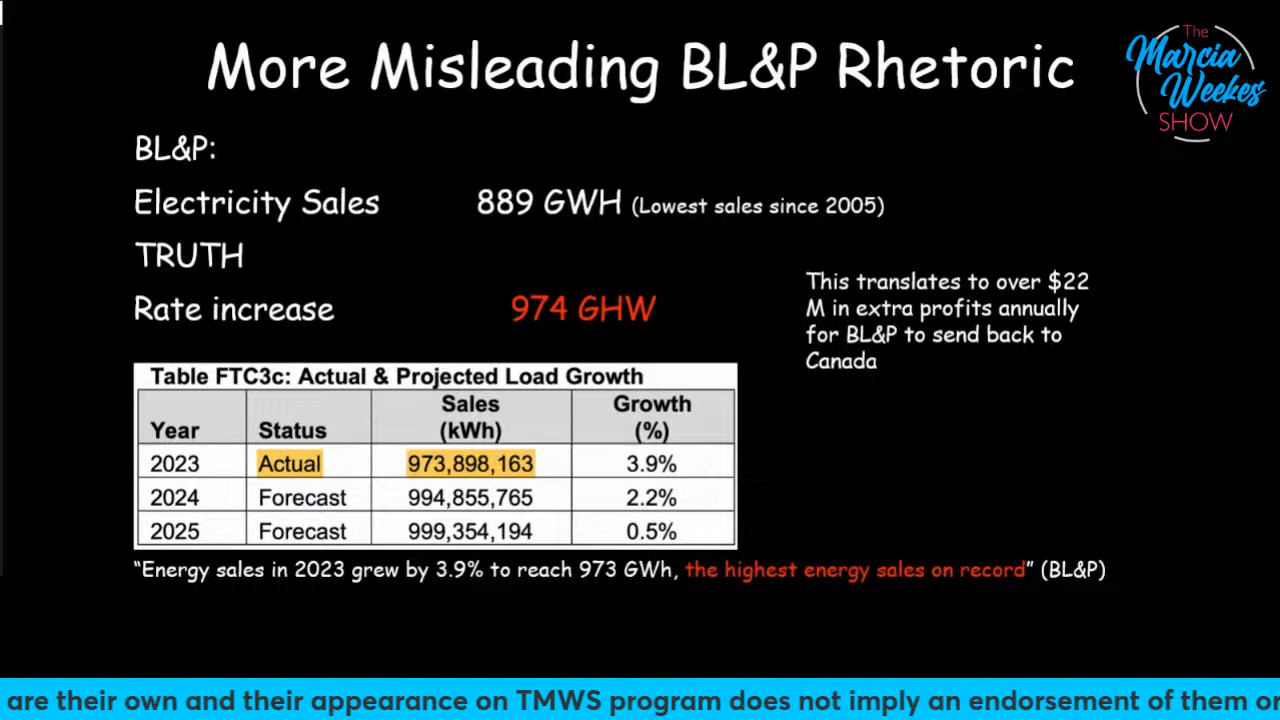 More Misleading BL&P Rhetoric
The
Marcia
Weekes
SHOW
BL&P:
Electricity Sales 889 GWH (Lowest sales since 2005)
TRUTH
Rate increase 974 GHW
This translates to over $22
M in extra profits annually
for BL&P to send back to
Canada
Table FTC3c: Actual & Projected Load Growth
Year Status Sales (kWh) Growth (%)
2023 Actual 973,898,163 3.9%
2024 Forecast 994,855,765 2.2%
2025 Forecast 999,354,194 0.5%
“Energy sales in 2023 grew by 3.9% to reach 973 GWh, the highest energy sales on record” (BL&P)
are their own and their appearance on TMWS program does not imply an endorsement of them or